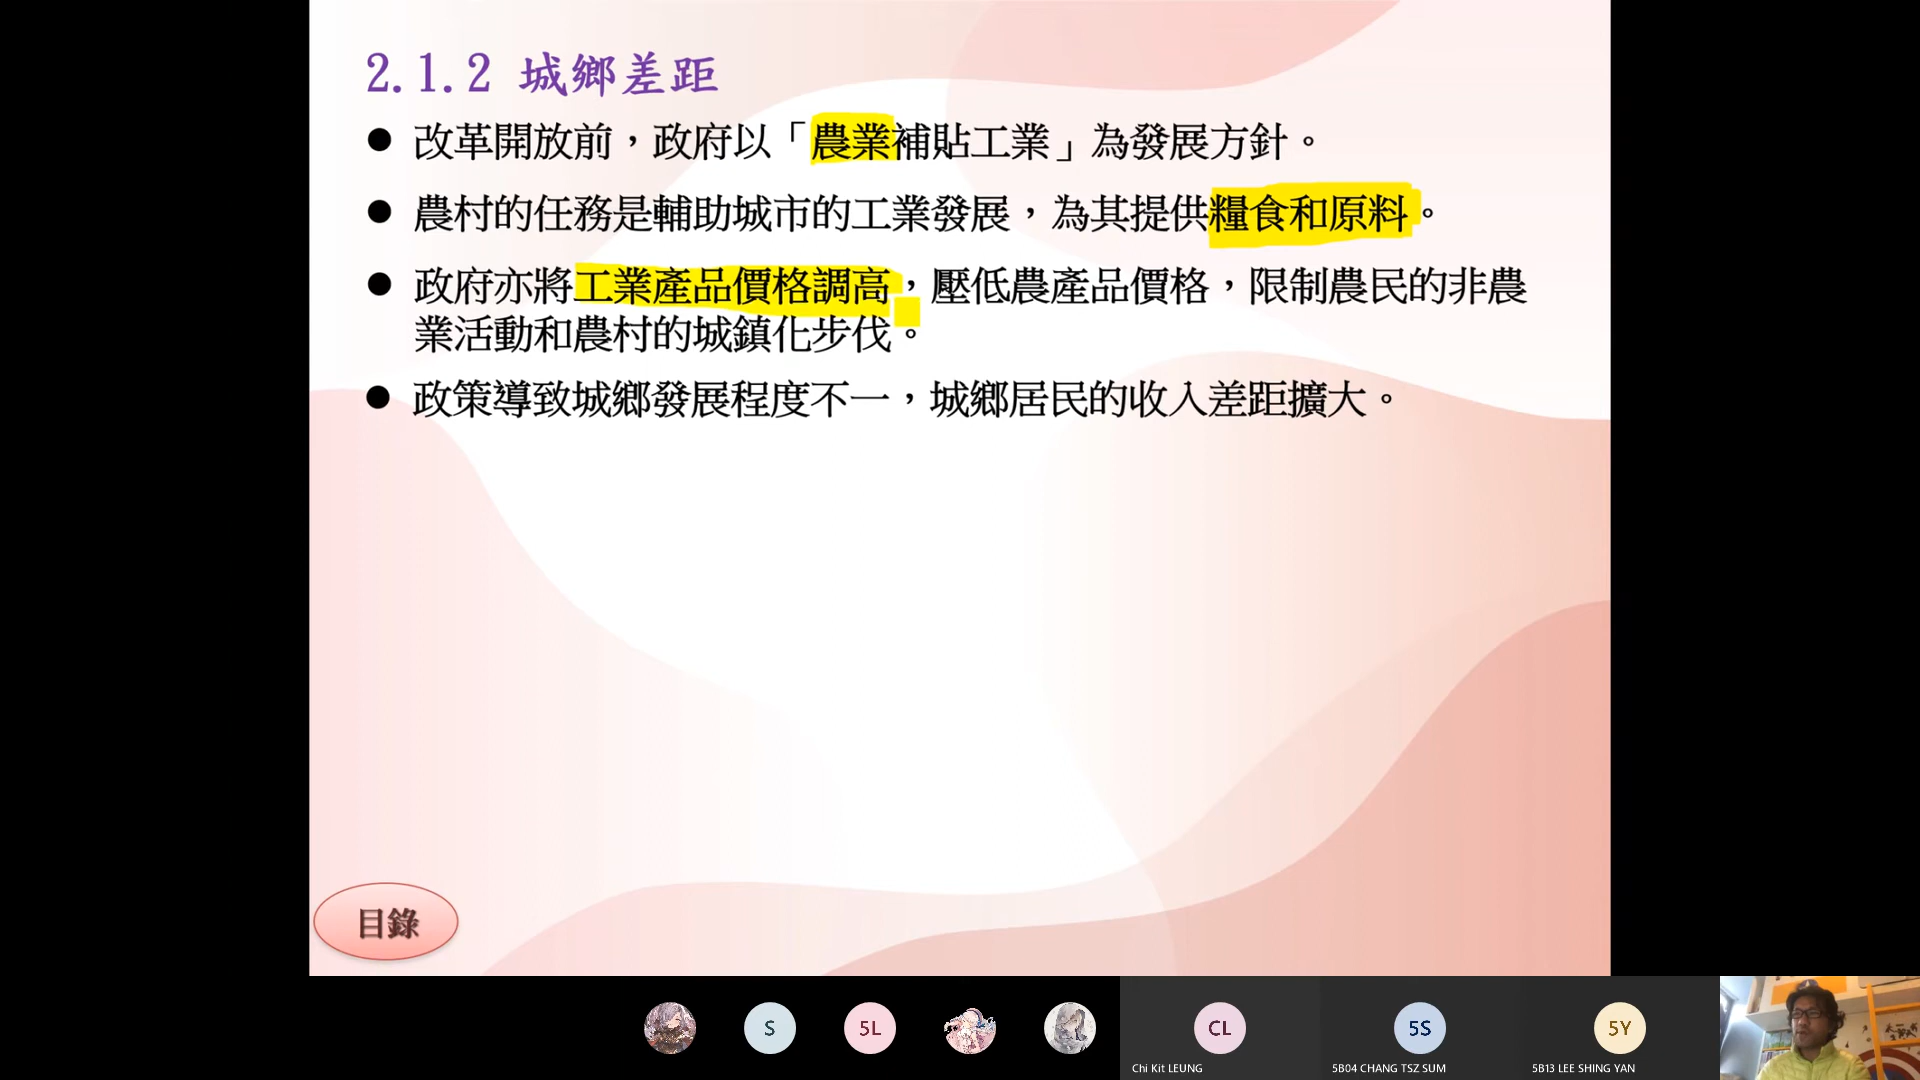 2.1.2 城鄉差距
● 改革開放前，政府以「農業補貼工業」為發展方針。
● 農村的任務是輔助城市的工業發展，為其提供糧食和原料。
● 政府亦將工業產品價格調高，壓低農產品價格，限制農民的非農
業活動和農村的城鎮化步伐。
● 政策導致城鄉發展程度不一，城鄉居民的收入差距擴大。
目錄
S
5L
CL
5S
5Y
Chi Kit LEUNG
5B04 CHANG TSZ SUM
5B13 LEE SHING YAN